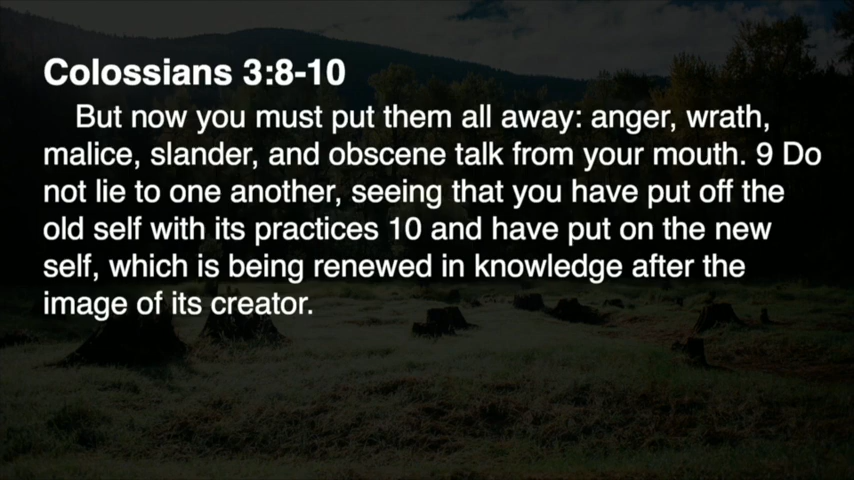 Colossians 3:8-10
But now you must put them all away: anger, wrath,
malice, slander, and obscene talk from your mouth. 9 Do
not lie to one another, seeing that you have put off the
old self with its practices 10 and have put on the new
self, which is being renewed in knowledge after the
image of its creator.